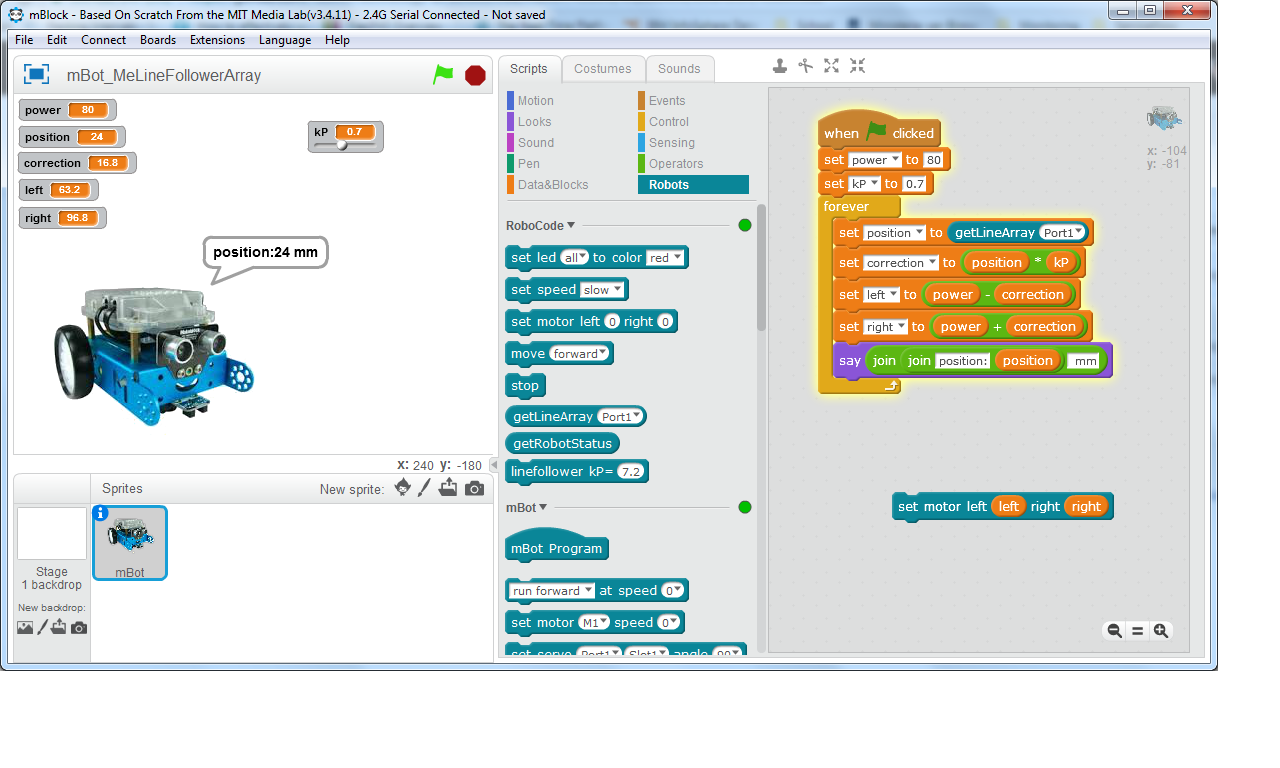 mBlock - Based On Scratch From the MIT Media Lab(v3.4.11) - 2.4G Serial Connected - Not saved
File Edit Connect Boards Extensions Language Help
mBot_MeLineFollowerArray
power 80
position 24
correction 16.8
left 63.2
right 96.8
kP 0.7
position:24 mm
x: 240 y: -180
Sprites New sprite:
Stage
1 backdrop
New backdrop:
mBot
Scripts Costumes Sounds
Motion Events
Looks Control
Sound Sensing
Pen Operators
Data&Blocks Robots
RoboCode
set led all to color red
set speed slow
set motor left 0 right 0
move forward
stop
getLineArray Port1
getRobotStatus
linefollower kP= 7.2
mBot
mBot Program
run forward at speed 0
set motor M1 speed 0
set servo Port1 Slot1 angle 90
when clicked
set power to 80
set kP to 0.7
forever
set position to getLineArray Port1
set correction to position * kP
set left to power - correction
set right to power + correction
say join join position: position mm
set motor left left right right
x: -104
y: -81